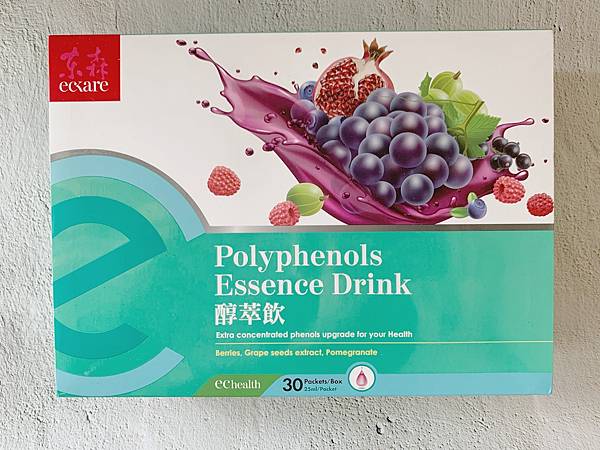 东森
eckare
Polyphenols
Essence Drink
醇萃飲
Extra concentrated phenols upgrade for your Health
Berries, Grape seeds extract, Pomegranate
echealth
30 Packets/Box
25ml/Packet